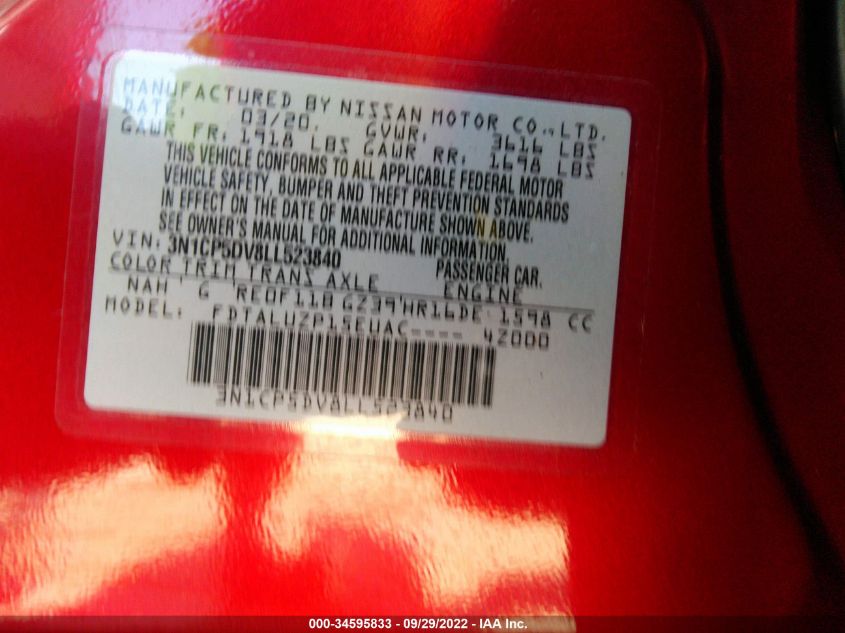 MANUFACTURED BY NISSAN MOTOR CO.,LTD.
DATE: 03/20. GVWR: 3616 LBS
GAWR FR: 1918 LBS GAWR RR: 1698 LBS
THIS VEHICLE CONFORMS TO ALL APPLICABLE FEDERAL MOTOR
VEHICLE SAFETY, BUMPER AND THEFT PREVENTION STANDARDS
IN EFFECT ON THE DATE OF MANUFACTURE SHOWN ABOVE.
SEE OWNER'S MANUAL FOR ADDITIONAL INFORMATION.
VIN: 3N1CP5DV8LL523840 PASSENGER CAR.
COLOR TRIM TRANS AXLE ENGINE
NAH G RE0F11B GZ39 HR16DE 1598 CC
MODEL: FDTALUZP15EUAC---- 4Z000
3N1CP5DV8LL523840
000-34595833 - 09/29/2022 - IAA Inc.